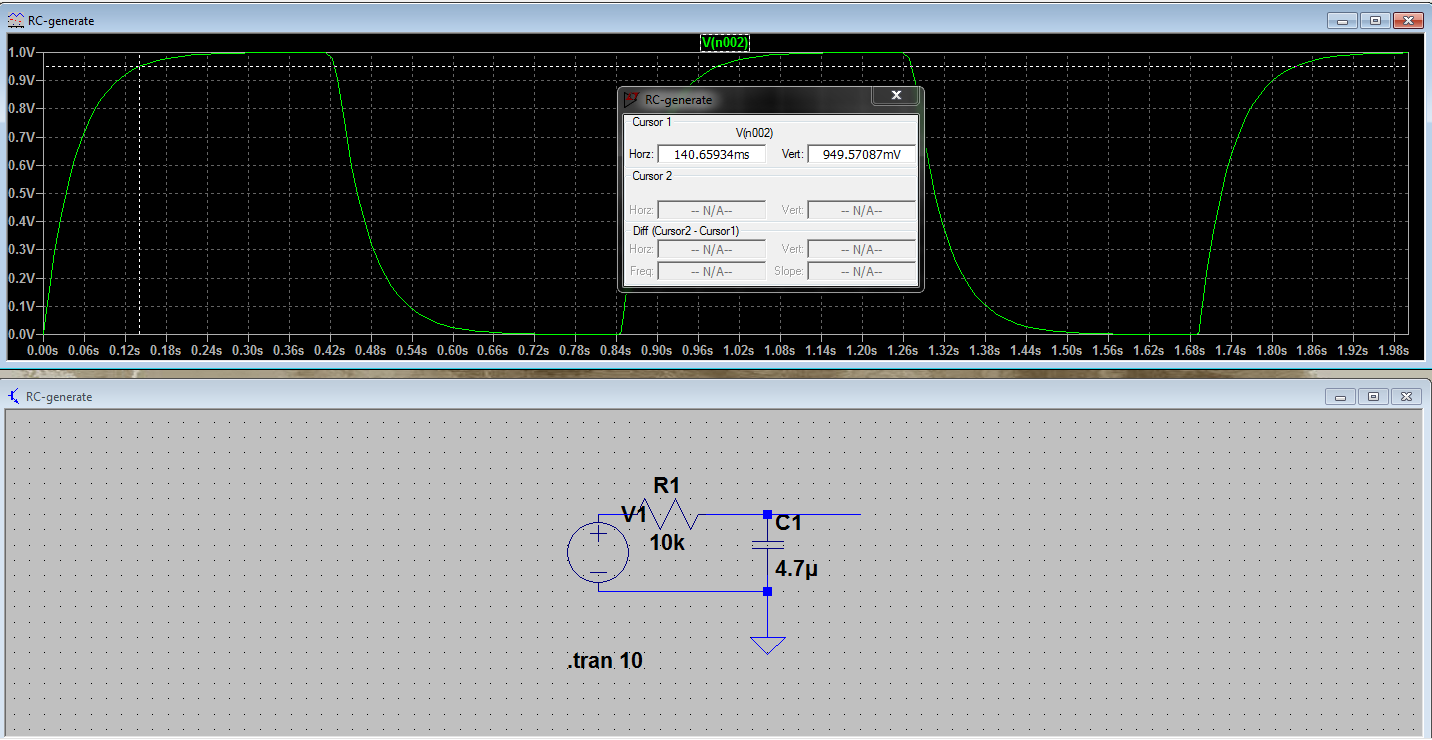 RC-generate
V(n002)
1.0V
0.9V
0.8V
0.7V
0.6V
0.5V
0.4V
0.3V
0.2V
0.1V
0.0V
0.00s 0.06s 0.12s 0.18s 0.24s 0.30s 0.36s 0.42s 0.48s 0.54s 0.60s 0.66s 0.72s 0.78s 0.84s 0.90s 0.96s 1.02s 1.08s 1.14s 1.20s 1.26s 1.32s 1.38s 1.44s 1.50s 1.56s 1.62s 1.68s 1.74s 1.80s 1.86s 1.92s 1.98s
RC-generate
Cursor 1
V(n002)
Horz: 140.65934ms Vert: 949.57087mV
Cursor 2
Horz: -- N/A-- Vert: -- N/A--
Diff (Cursor2 - Cursor1)
Horz: -- N/A-- Vert: -- N/A--
Freq: -- N/A-- Slope: -- N/A--
RC-generate
R1
V1
C1
10k
4.7µ
.tran 10